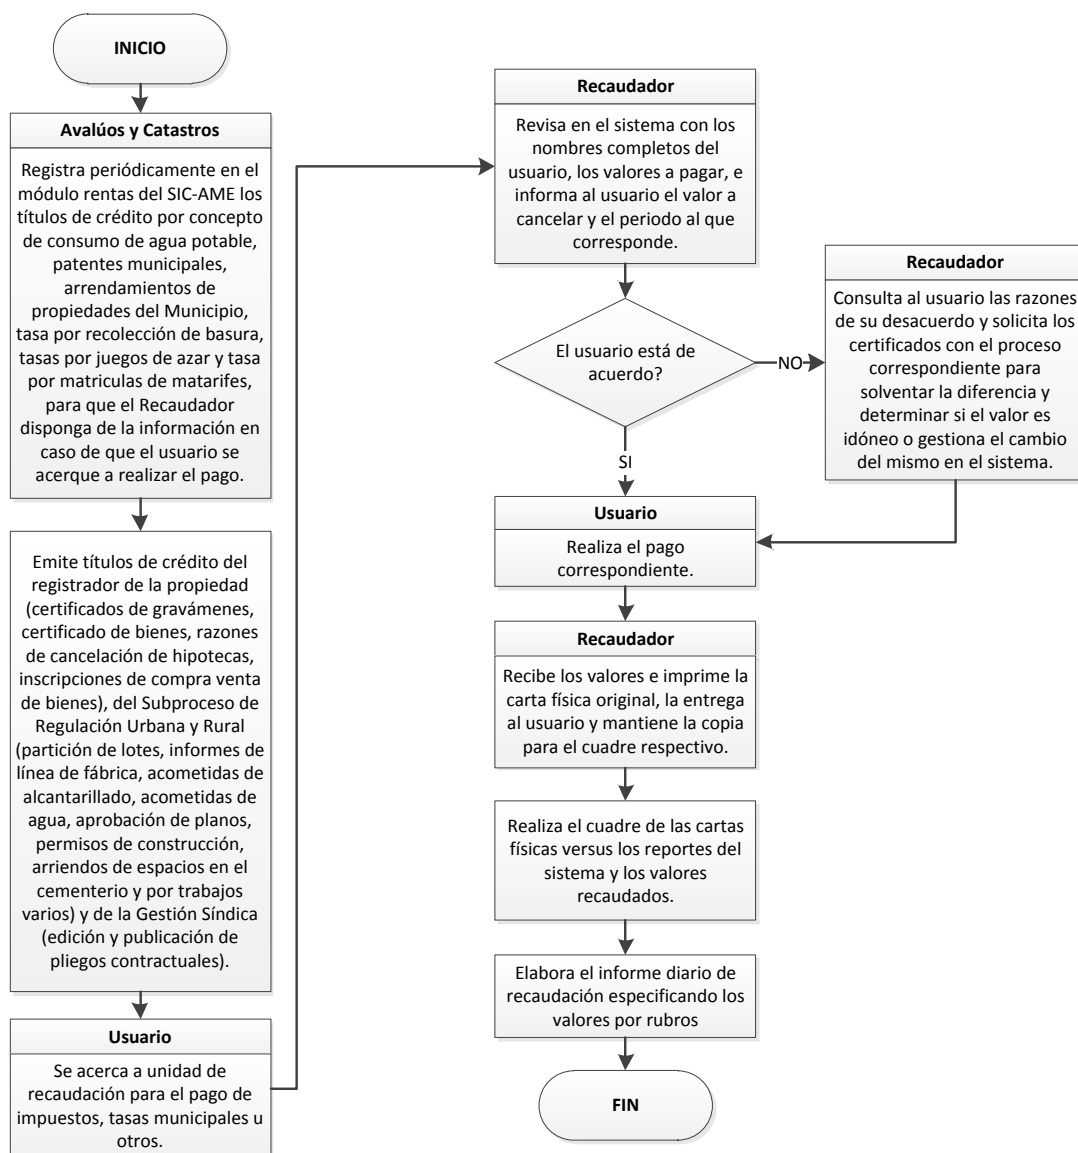 INICIO
Avalúos y Catastros
Registra periódicamente en el
módulo rentas del SIC-AME los
títulos de crédito por concepto
de consumo de agua potable,
patentes municipales,
arrendamientos de
propiedades del Municipio,
tasa por recolección de basura,
tasas por juegos de azar y tasa
por matriculas de matarifes,
para que el Recaudador
disponga de la información en
caso de que el usuario se
acerque a realizar el pago.
Emite títulos de crédito del
registrador de la propiedad
(certificados de gravámenes,
certificado de bienes, razones
de cancelación de hipotecas,
inscripciones de compra venta
de bienes), del Subproceso de
Regulación Urbana y Rural
(partición de lotes, informes de
línea de fábrica, acometidas de
alcantarillado, acometidas de
agua, aprobación de planos,
permisos de construcción,
arriendos de espacios en el
cementerio y por trabajos
varios) y de la Gestión Síndica
(edición y publicación de
pliegos contractuales).
Usuario
Se acerca a unidad de
recaudación para el pago de
impuestos, tasas municipales u
otros.
Recaudador
Revisa en el sistema con los
nombres completos del
usuario, los valores a pagar, e
informa al usuario el valor a
cancelar y el periodo al que
corresponde.
El usuario está de
acuerdo?
NO
Recaudador
Consulta al usuario las razones
de su desacuerdo y solicita los
certificados con el proceso
correspondiente para
solventar la diferencia y
determinar si el valor es
idóneo o gestiona el cambio
del mismo en el sistema.
SI
Usuario
Realiza el pago
correspondiente.
Recaudador
Recibe los valores e imprime la
carta física original, la entrega
al usuario y mantiene la copia
para el cuadre respectivo.
Realiza el cuadre de las cartas
físicas versus los reportes del
sistema y los valores
recaudados.
Elabora el informe diario de
recaudación especificando los
valores por rubros
FIN